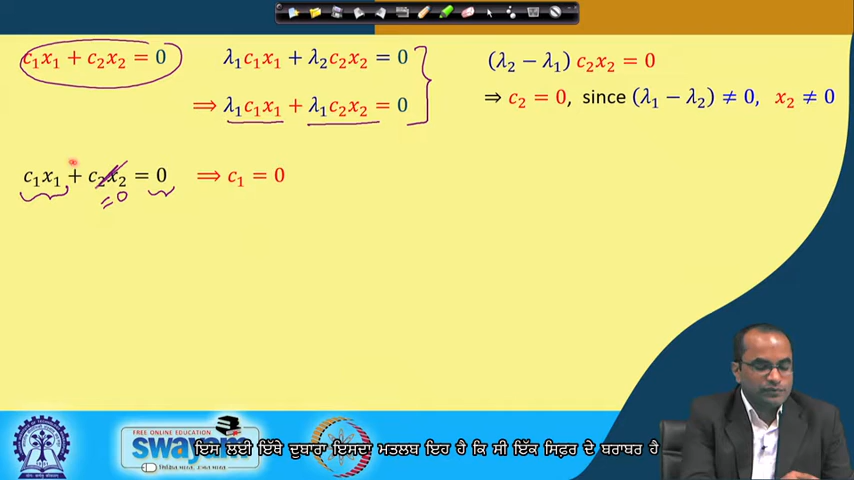 c₁x₁ + c₂x₂ = 0
λ₁c₁x₁ + λ₂c₂x₂ = 0
⟹ λ₁c₁x₁ + λ₁c₂x₂ = 0
(λ₂ − λ₁) c₂x₂ = 0
⇒ c₂ = 0, since (λ₁ − λ₂) ≠ 0, x₂ ≠ 0
c₁x₁ + c₂x₂ = 0 ⟹ c₁ = 0
= 0
FREE ONLINE EDUCATION
swayam
ਇਸ ਲਈ ਇੱਥੇ ਦੁਬਾਰਾ ਇਸਦਾ ਮਤਲਬ ਇਹ ਹੈ ਕਿ ਸੀ ਇੱਕ ਸਿਫ਼ਰ ਦੇ ਬਰਾਬਰ ਹੈ